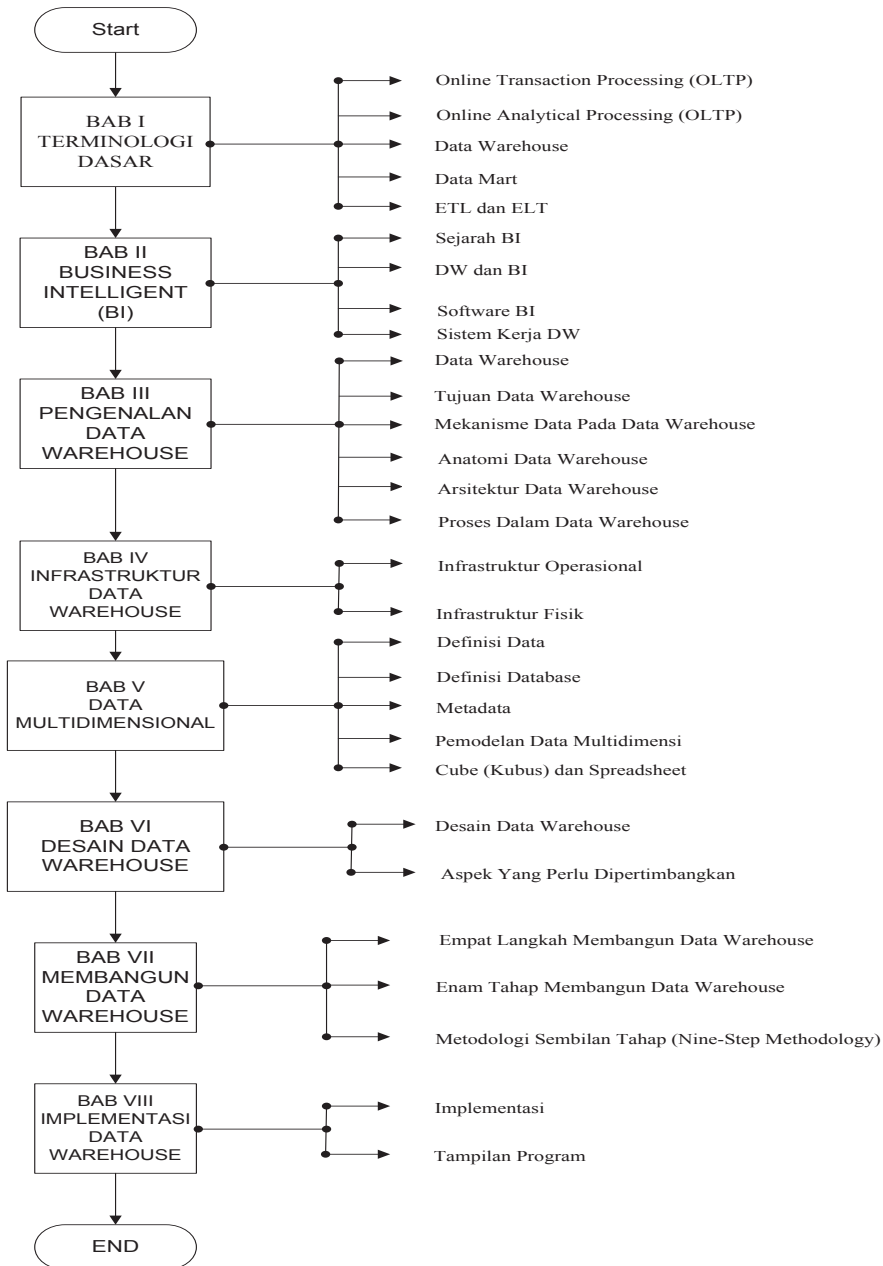 Start
BAB I
TERMINOLOGI
DASAR
Online Transaction Processing (OLTP)
Online Analytical Processing (OLTP)
Data Warehouse
Data Mart
ETL dan ELT
BAB II
BUSINESS
INTELLIGENT
(BI)
Sejarah BI
DW dan BI
Software BI
Sistem Kerja DW
BAB III
PENGENALAN
DATA
WAREHOUSE
Data Warehouse
Tujuan Data Warehouse
Mekanisme Data Pada Data Warehouse
Anatomi Data Warehouse
Arsitektur Data Warehouse
Proses Dalam Data Warehouse
BAB IV
INFRASTRUKTUR
DATA
WAREHOUSE
Infrastruktur Operasional
Infrastruktur Fisik
BAB V
DATA
MULTIDIMENSIONAL
Definisi Data
Definisi Database
Metadata
Pemodelan Data Multidimensi
Cube (Kubus) dan Spreadsheet
BAB VI
DESAIN DATA
WAREHOUSE
Desain Data Warehouse
Aspek Yang Perlu Dipertimbangkan
BAB VII
MEMBANGUN
DATA
WAREHOUSE
Empat Langkah Membangun Data Warehouse
Enam Tahap Membangun Data Warehouse
Metodologi Sembilan Tahap (Nine-Step Methodology)
BAB VIII
IMPLEMENTASI
DATA
WAREHOUSE
Implementasi
Tampilan Program
END